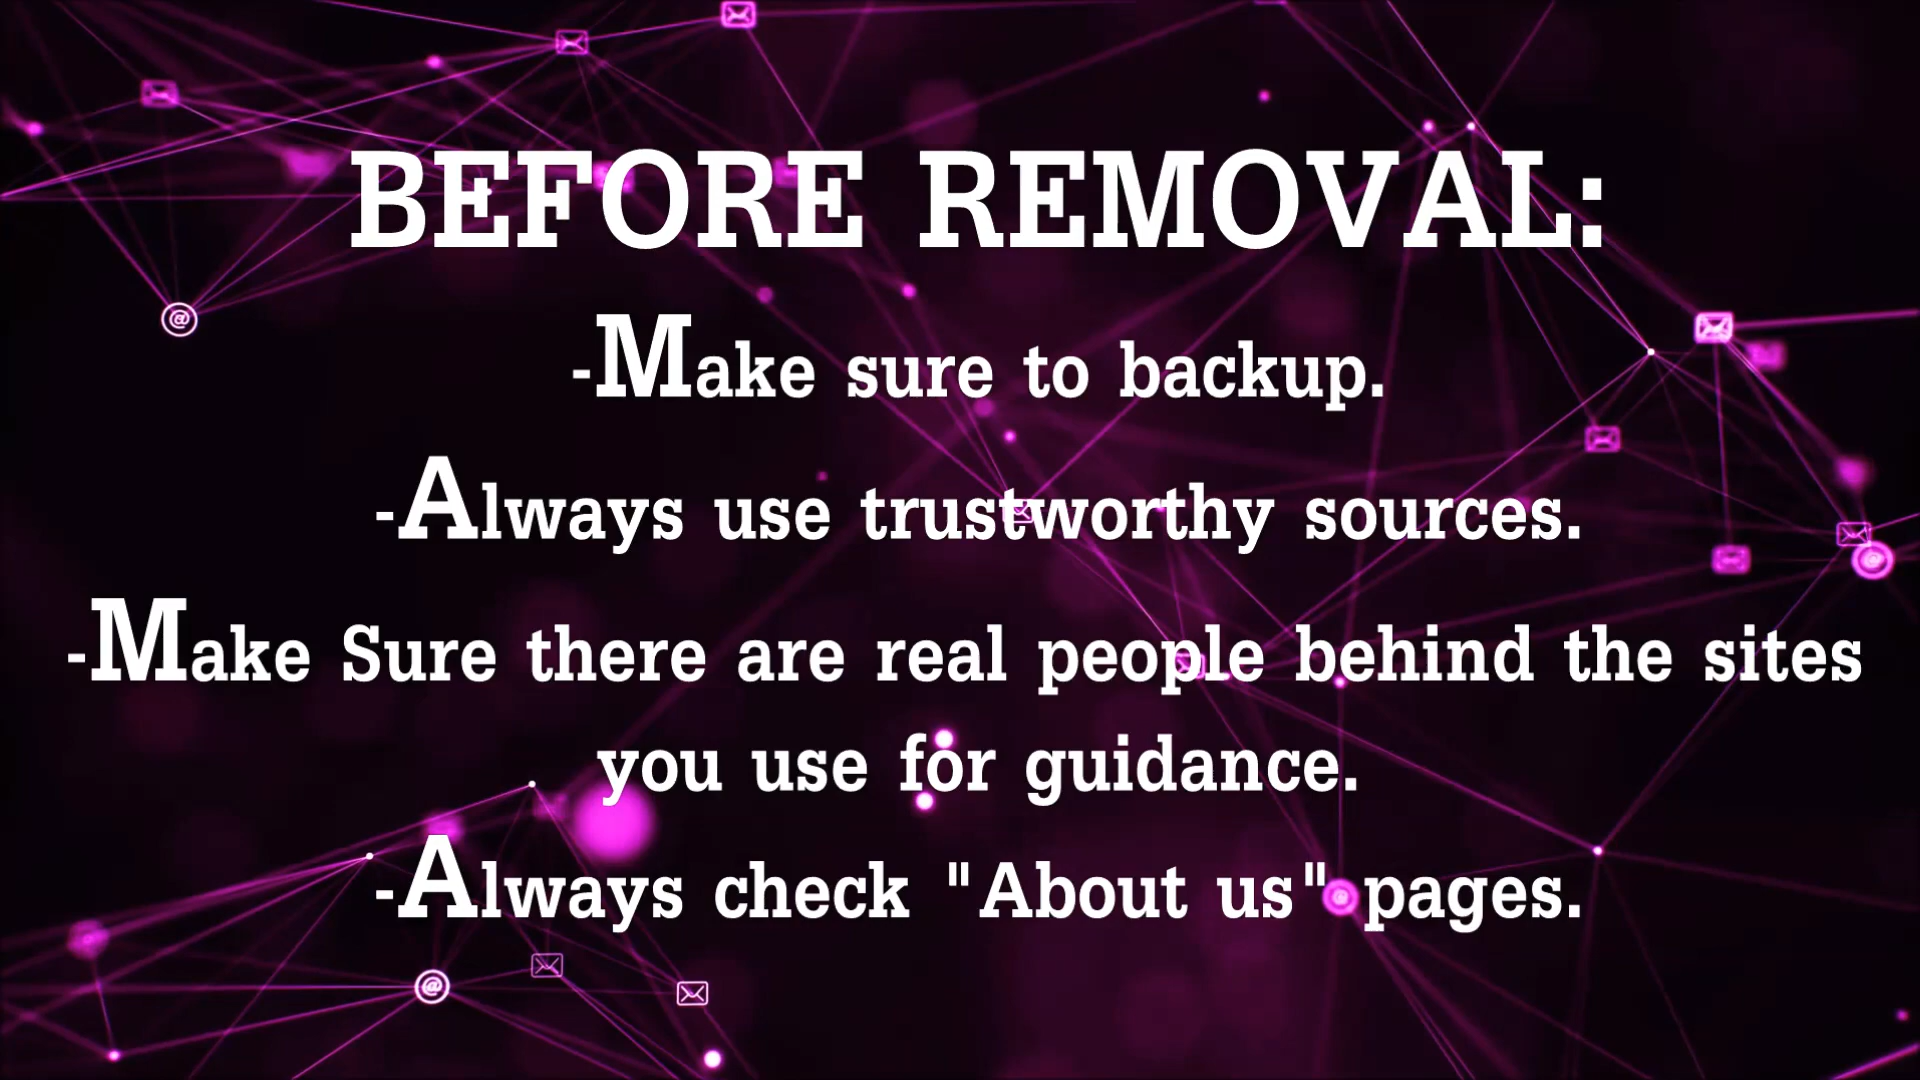 BEFORE REMOVAL:
-Make sure to backup.
-Always use trustworthy sources.
-Make Sure there are real people behind the sites
you use for guidance.
-Always check "About us" pages.